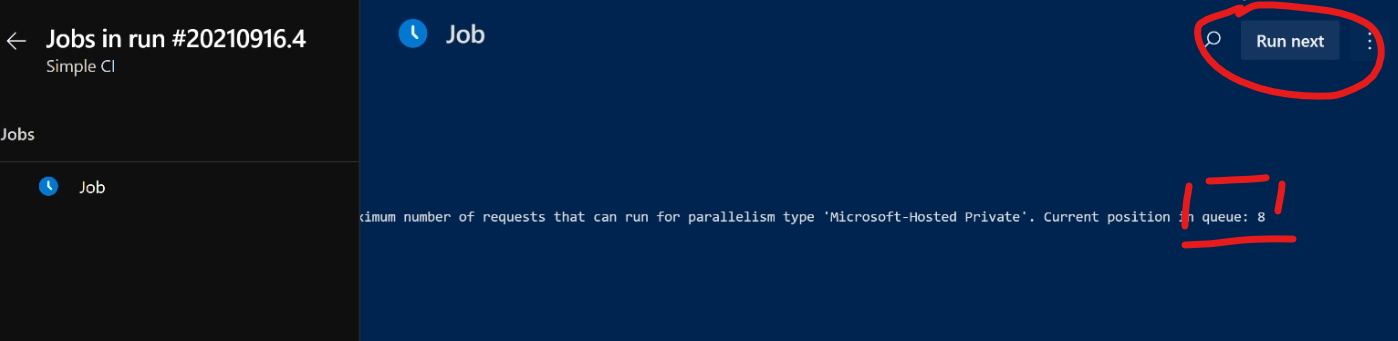 Jobs in run #20210916.4
Simple CI
Jobs
Job
Job
Run next
number of requests that can run for parallelism type 'Microsoft-Hosted Private'. Current position in queue: 8